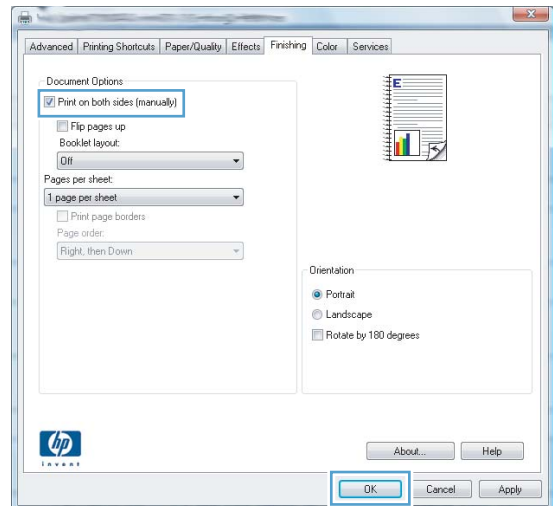 Advanced Printing Shortcuts Paper/Quality Effects Finishing Color Services
Document Options
Print on both sides (manually)
Flip pages up
Booklet layout:
Off
Pages per sheet:
1 page per sheet
Print page borders
Page order:
Right, then Down
E
Orientation
Portrait
Landscape
Rotate by 180 degrees
hp
invent
About... Help
OK Cancel Apply